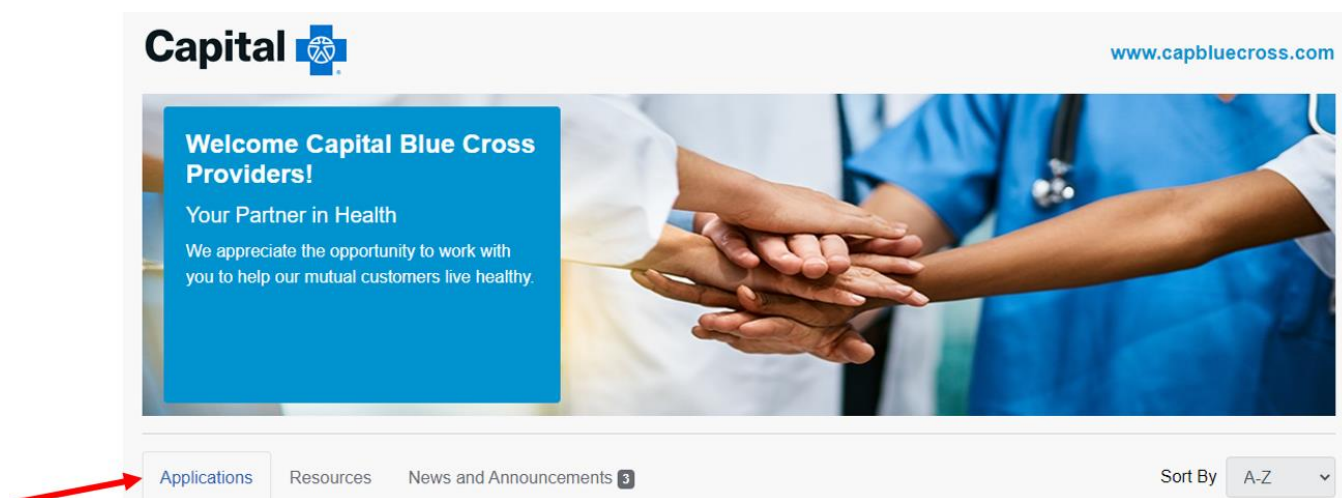 Capital
www.capbluecross.com
Welcome Capital Blue Cross
Providers!
Your Partner in Health
We appreciate the opportunity to work with
you to help our mutual customers live healthy.
Applications Resources News and Announcements 3 Sort By A-Z